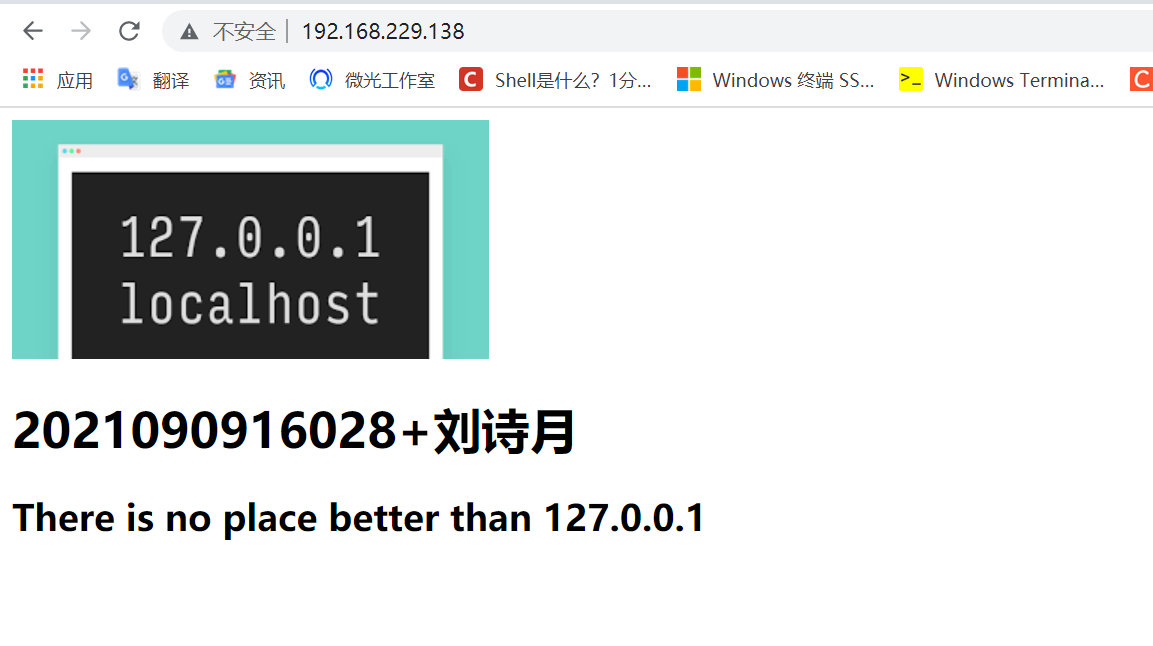 不安全 | 192.168.229.138
应用 翻译 资讯 微光工作室 Shell是什么？1分... Windows 终端 SS... Windows Termina...
127.0.0.1
localhost
2021090916028+刘诗月
There is no place better than 127.0.0.1